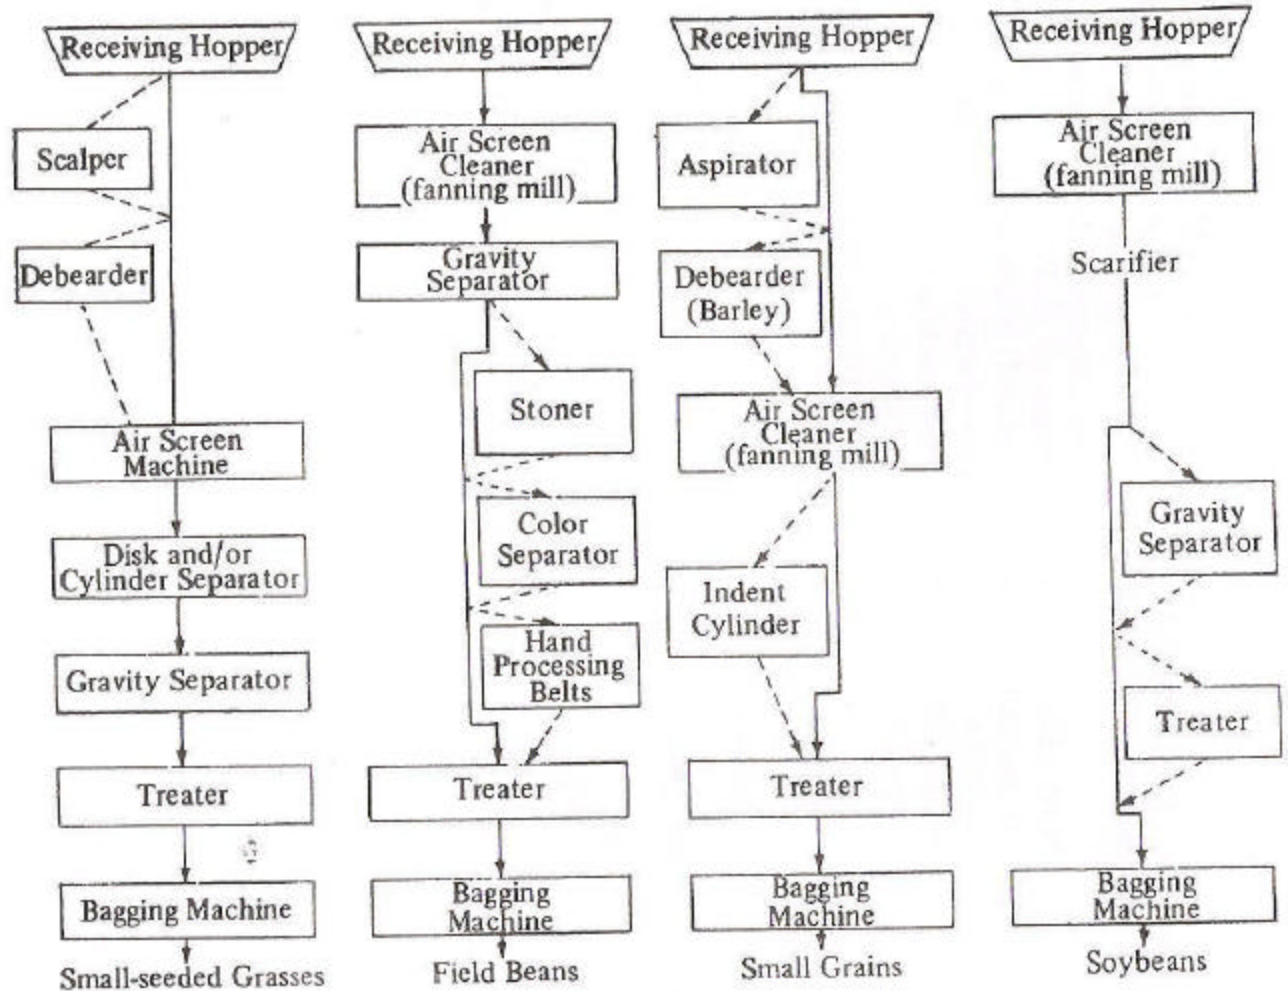 Receiving Hopper
Scalper
Debearder
Air Screen
Machine
Disk and/or
Cylinder Separator
Gravity Separator
Treater
Bagging Machine
Small-seeded Grasses
Receiving Hopper
Air Screen
Cleaner
(fanning mill)
Gravity
Separator
Stoner
Color
Separator
Hand
Processing
Belts
Treater
Bagging
Machine
Field Beans
Receiving Hopper
Aspirator
Debearder
(Barley)
Air Screen
Cleaner
(fanning mill)
Indent
Cylinder
Treater
Bagging
Machine
Small Grains
Receiving Hopper
Air Screen
Cleaner
(fanning mill)
Scarifier
Gravity
Separator
Treater
Bagging
Machine
Soybeans